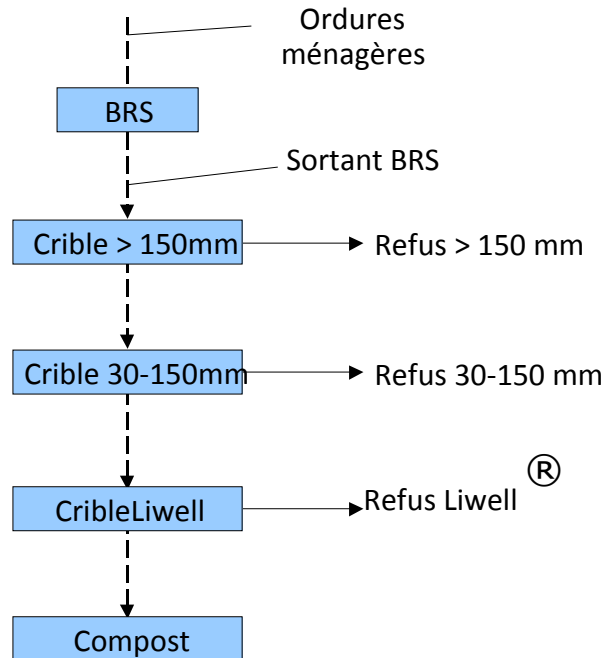 Ordures
ménagères
BRS
Sortant BRS
Crible > 150mm
Refus > 150 mm
Crible 30-150mm
Refus 30-150 mm
CribleLiwell
Refus Liwell ®
Compost